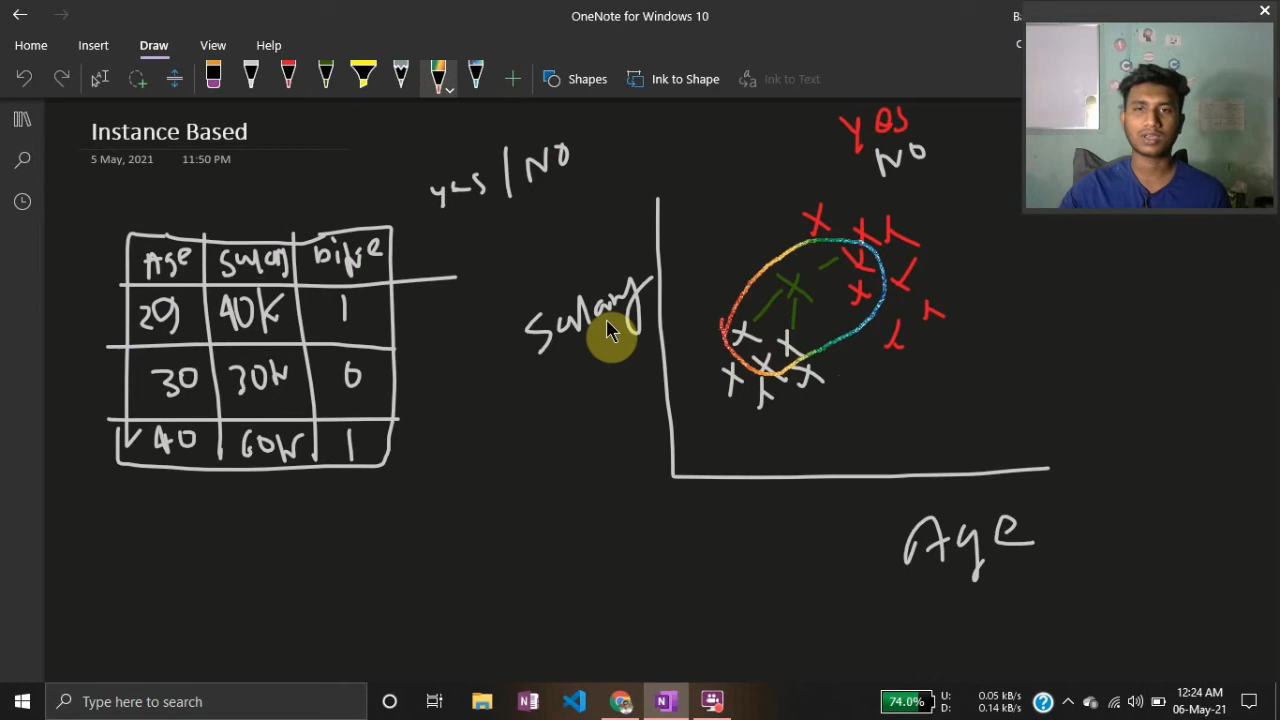 OneNote for Windows 10
Home Insert Draw View Help
Shapes Ink to Shape Ink to Text
Instance Based
5 May, 2021 11:50 PM
yes / NO
Yes
NO
Age Salary bike
29 40K 1
30 30K 0
40 60K 1
Salary
Age
Type here to search
74.0%
U: 0.05 kB/s
D: 0.14 kB/s
12:24 AM
06-May-21